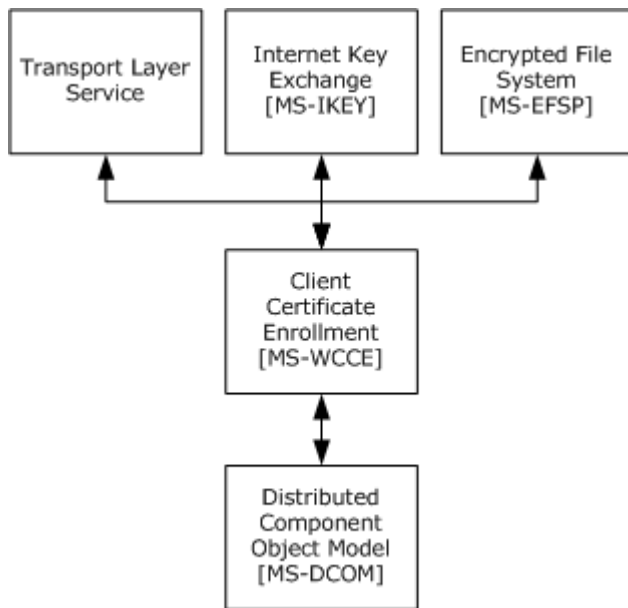 Transport Layer
Service
Internet Key
Exchange
[MS-IKEY]
Encrypted File
System
[MS-EFSP]
Client
Certificate
Enrollment
[MS-WCCE]
Distributed
Component
Object Model
[MS-DCOM]